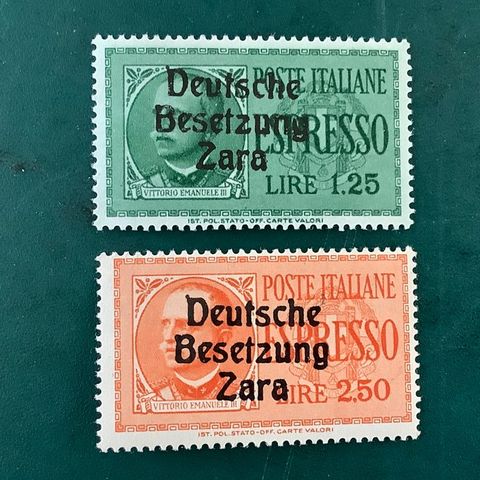 Deutsche
Besetzung
Zara
POSTE ITALIANE
ESPRESSO
LIRE 1.25
VITTORIO EMANUELE III
IST. POL. STATO-OFF. CARTE VALORI
Deutsche
Besetzung
Zara
POSTE ITALIANE
ESPRESSO
LIRE 2.50
VITTORIO EMANUELE III
IST. POL. STATO-OFF. CARTE VALORI